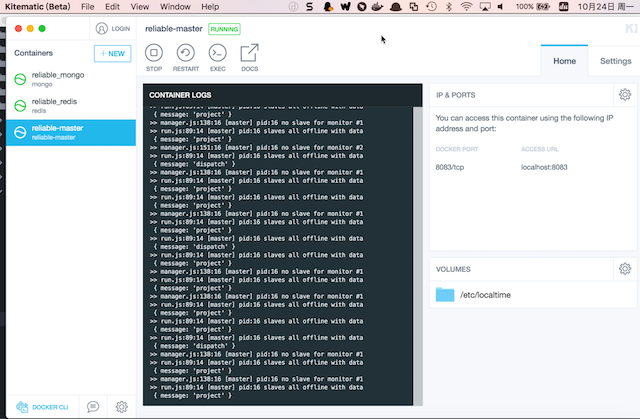 Kitematic (Beta) File Edit View Window Help 100% 10月24日 周一
LOGIN
Containers
+ NEW
reliable_mongo
mongo
reliable_redis
redis
reliable-master
reliable-master
DOCKER CLI
reliable-master RUNNING
STOP RESTART EXEC DOCS
Home Settings
CONTAINER LOGS
>> run.js:89:14 [master] pid:16 slaves all offline with data
{ message: 'project' }
>> manager.js:138:16 [master] pid:16 no slave for monitor #1
>> run.js:89:14 [master] pid:16 slaves all offline with data
{ message: 'project' }
>> manager.js:151:16 [master] pid:16 no slave for monitor #2
>> run.js:89:14 [master] pid:16 slaves all offline with data
{ message: 'dispatch' }
>> manager.js:138:16 [master] pid:16 no slave for monitor #1
>> run.js:89:14 [master] pid:16 slaves all offline with data
{ message: 'project' }
>> run.js:89:14 [master] pid:16 slaves all offline with data
{ message: 'project' }
>> manager.js:138:16 [master] pid:16 no slave for monitor #1
>> run.js:89:14 [master] pid:16 slaves all offline with data
{ message: 'project' }
>> run.js:89:14 [master] pid:16 slaves all offline with data
{ message: 'dispatch' }
>> manager.js:138:16 [master] pid:16 no slave for monitor #1
>> run.js:89:14 [master] pid:16 slaves all offline with data
{ message: 'project' }
>> manager.js:138:16 [master] pid:16 no slave for monitor #1
>> run.js:89:14 [master] pid:16 slaves all offline with data
{ message: 'project' }
>> run.js:89:14 [master] pid:16 slaves all offline with data
{ message: 'dispatch' }
>> manager.js:138:16 [master] pid:16 no slave for monitor #1
>> run.js:89:14 [master] pid:16 slaves all offline with data
{ message: 'project' }
>> manager.js:138:16 [master] pid:16 no slave for monitor #1
>> run.js:89:14 [master] pid:16 slaves all offline with data
{ message: 'project' }
IP & PORTS
You can access this container using the following IP
address and port:
DOCKER PORT ACCESS URL
8083/tcp localhost:8083
VOLUMES
/etc/localtime